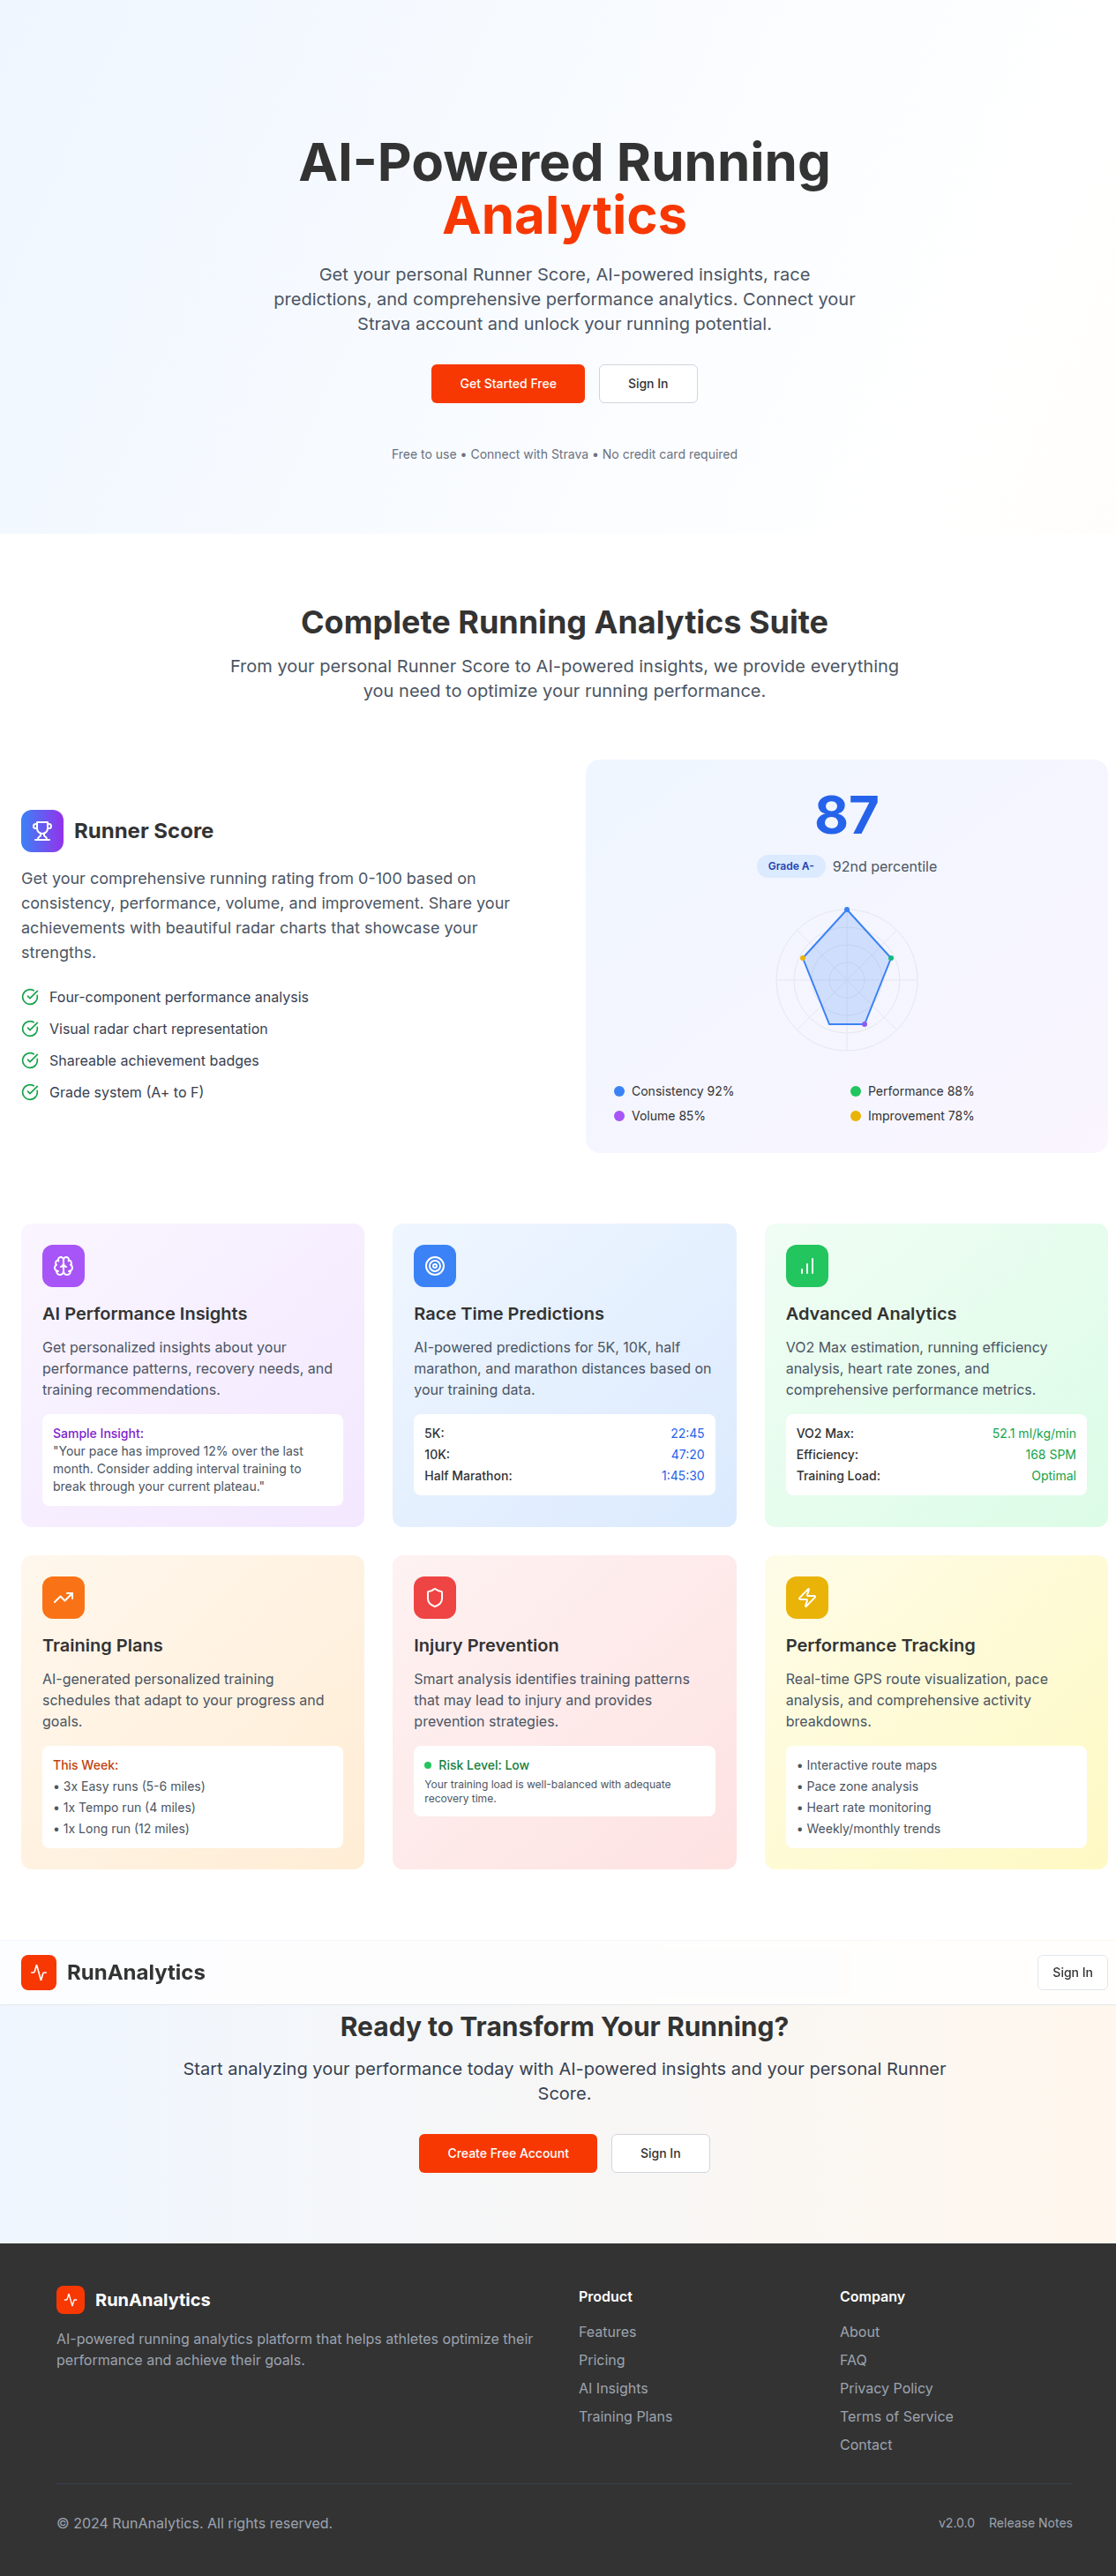 AI-Powered Running
Analytics
Get your personal Runner Score, AI-powered insights, race
predictions, and comprehensive performance analytics. Connect your
Strava account and unlock your running potential.
Get Started Free
Sign In
Free to use • Connect with Strava • No credit card required
Complete Running Analytics Suite
From your personal Runner Score to AI-powered insights, we provide everything
you need to optimize your running performance.
Runner Score
Get your comprehensive running rating from 0-100 based on
consistency, performance, volume, and improvement. Share your
achievements with beautiful radar charts that showcase your
strengths.
Four-component performance analysis
Visual radar chart representation
Shareable achievement badges
Grade system (A+ to F)
87
Grade A-
92nd percentile
Consistency 92%
Performance 88%
Volume 85%
Improvement 78%
AI Performance Insights
Get personalized insights about your
performance patterns, recovery needs, and
training recommendations.
Sample Insight:
"Your pace has improved 12% over the last
month. Consider adding interval training to
break through your current plateau."
Race Time Predictions
AI-powered predictions for 5K, 10K, half
marathon, and marathon distances based on
your training data.
5K: 22:45
10K: 47:20
Half Marathon: 1:45:30
Advanced Analytics
VO2 Max estimation, running efficiency
analysis, heart rate zones, and
comprehensive performance metrics.
VO2 Max: 52.1 ml/kg/min
Efficiency: 168 SPM
Training Load: Optimal
Training Plans
AI-generated personalized training
schedules that adapt to your progress and
goals.
This Week:
• 3x Easy runs (5-6 miles)
• 1x Tempo run (4 miles)
• 1x Long run (12 miles)
Injury Prevention
Smart analysis identifies training patterns
that may lead to injury and provides
prevention strategies.
Risk Level: Low
Your training load is well-balanced with adequate
recovery time.
Performance Tracking
Real-time GPS route visualization, pace
analysis, and comprehensive activity
breakdowns.
• Interactive route maps
• Pace zone analysis
• Heart rate monitoring
• Weekly/monthly trends
RunAnalytics
Sign In
Ready to Transform Your Running?
Start analyzing your performance today with AI-powered insights and your personal Runner
Score.
Create Free Account
Sign In
RunAnalytics
AI-powered running analytics platform that helps athletes optimize their
performance and achieve their goals.
Product
Features
Pricing
AI Insights
Training Plans
Company
About
FAQ
Privacy Policy
Terms of Service
Contact
© 2024 RunAnalytics. All rights reserved.
v2.0.0
Release Notes